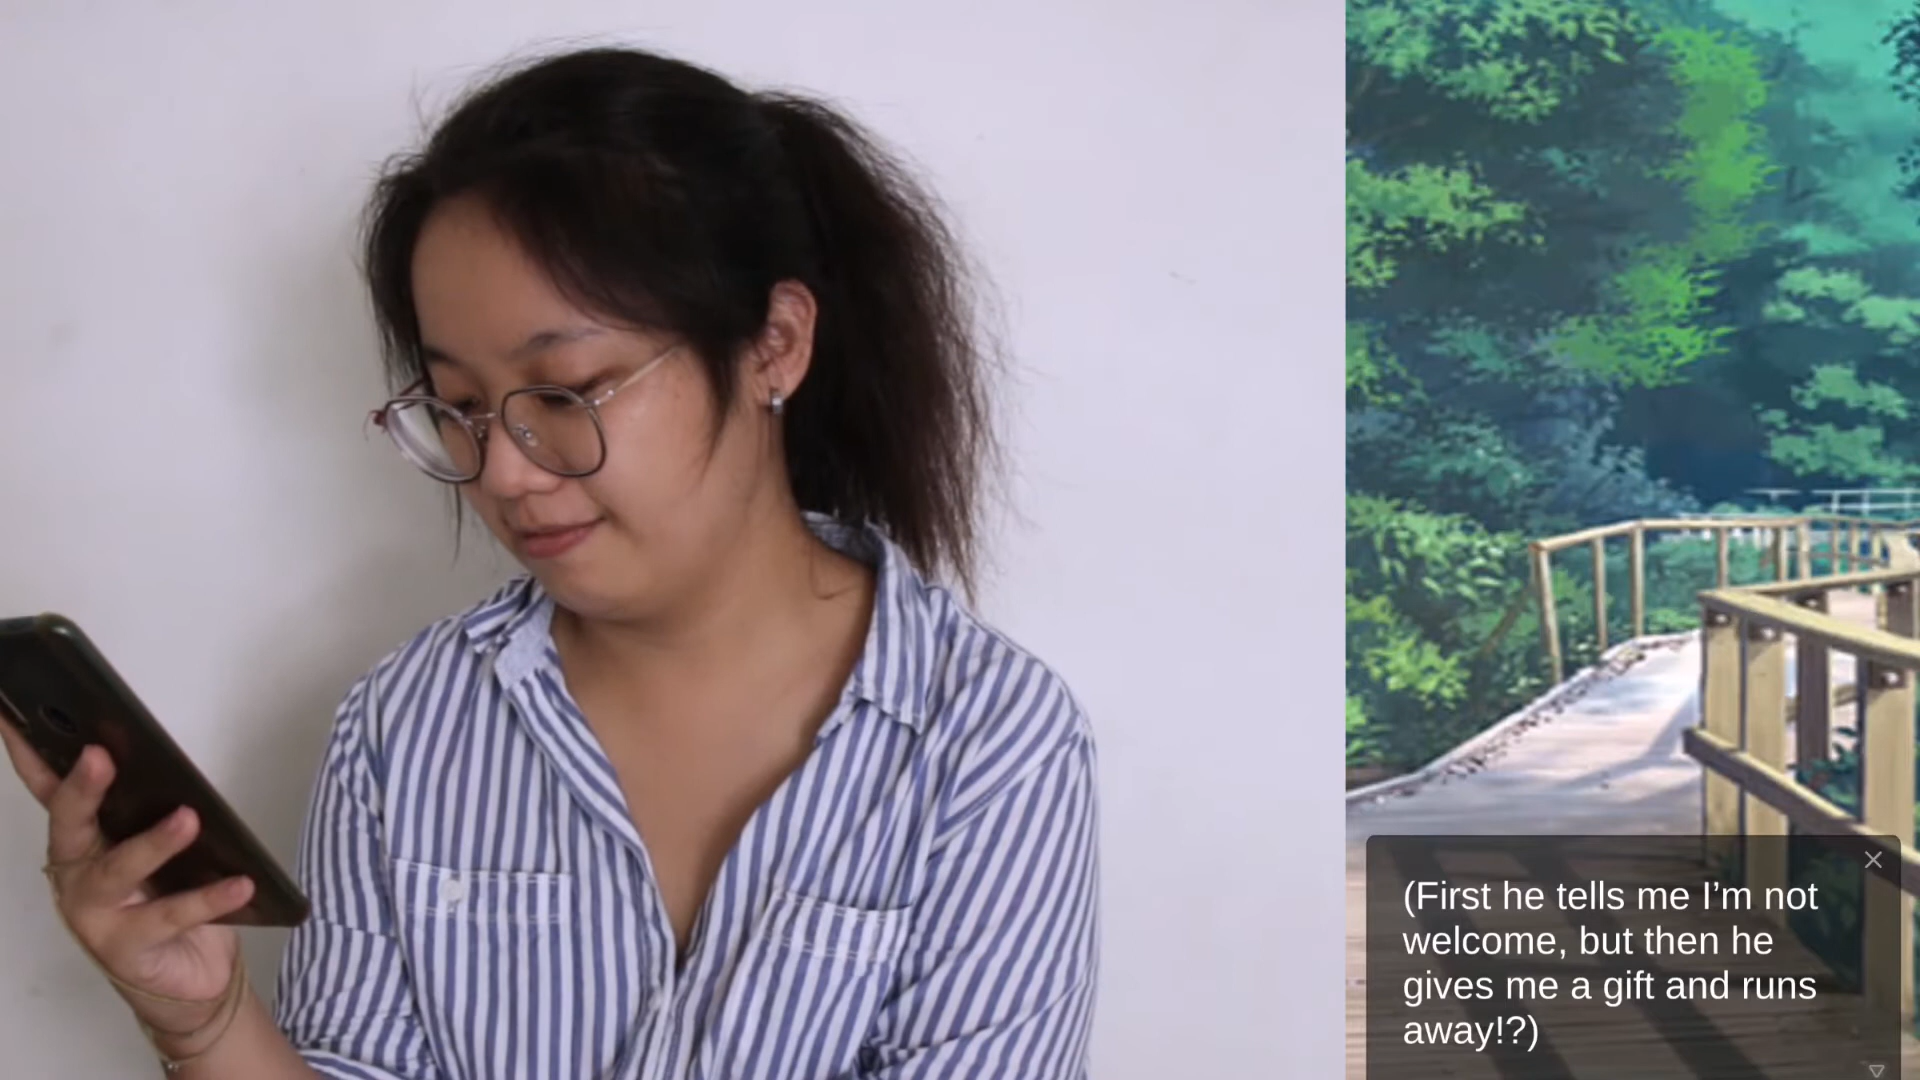 (First he tells me I’m not
welcome, but then he
gives me a gift and runs
away!?)